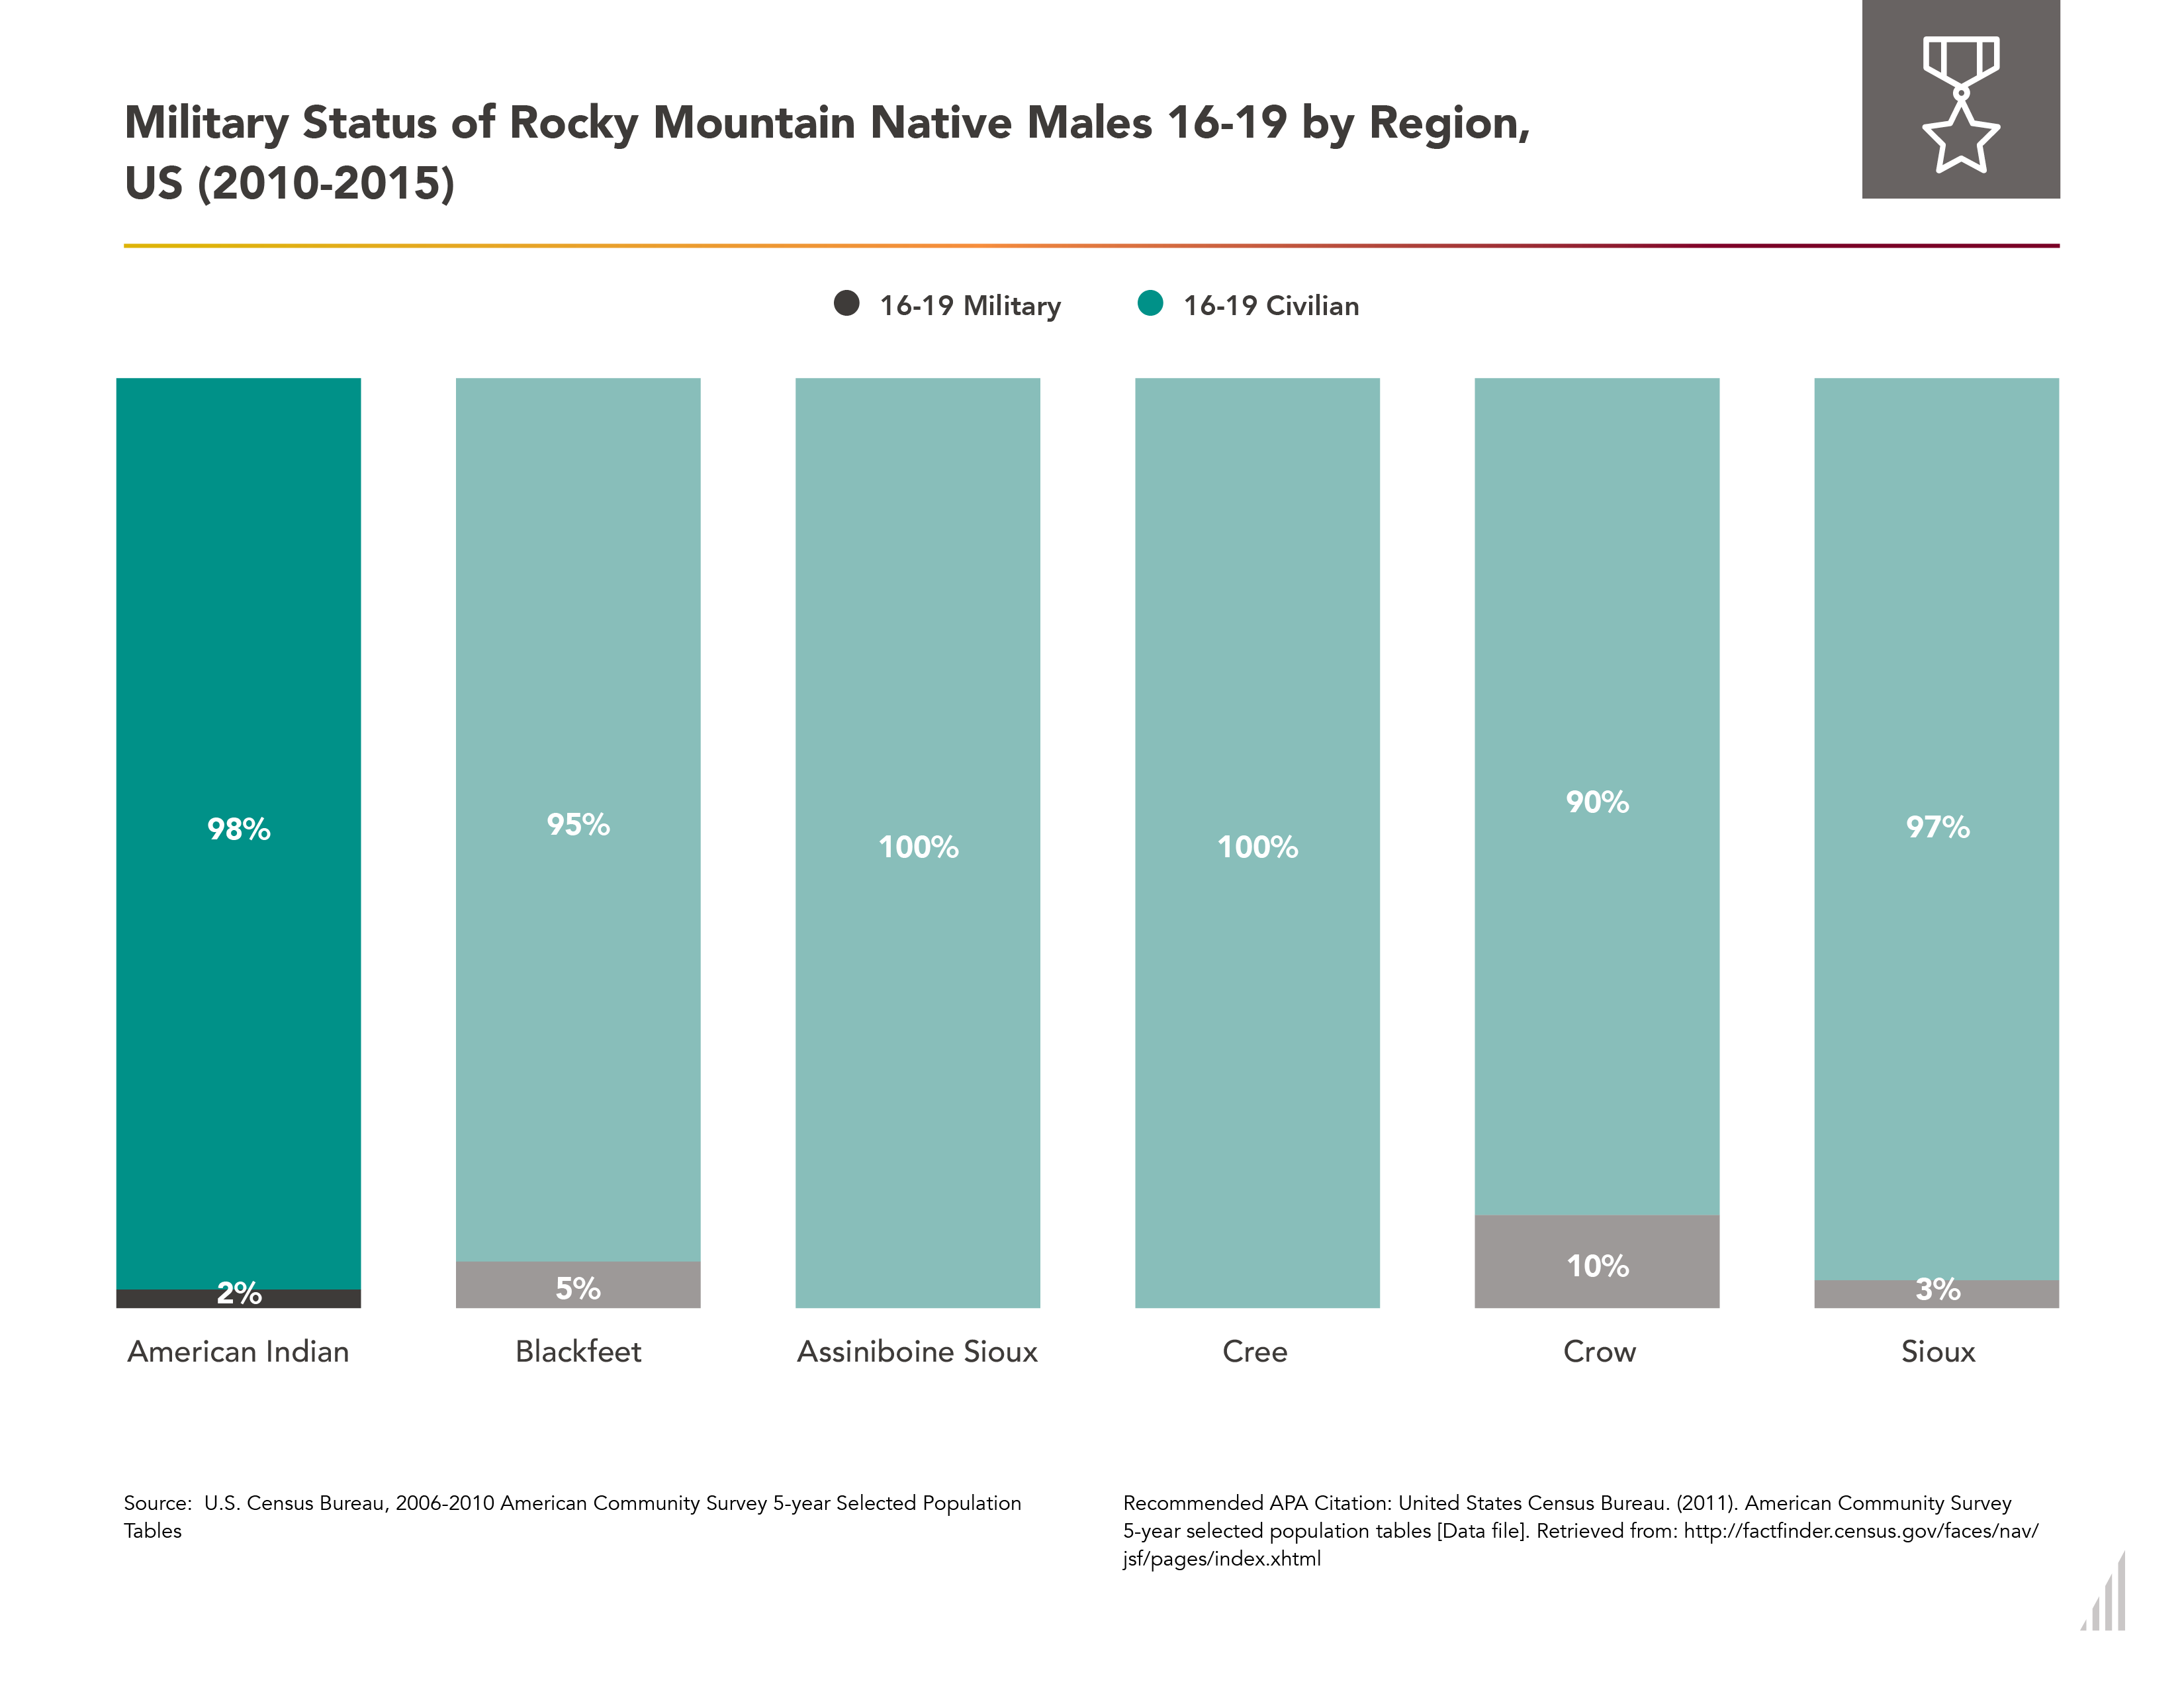 Military Status of Rocky Mountain Native Males 16-19 by Region,
US (2010-2015)
16-19 Military
16-19 Civilian
98%
95%
100%
100%
90%
97%
2%
5%
10%
3%
American Indian
Blackfeet
Assiniboine Sioux
Cree
Crow
Sioux
Source:  U.S. Census Bureau, 2006-2010 American Community Survey 5-year Selected Population
Tables
Recommended APA Citation: United States Census Bureau. (2011). American Community Survey
5-year selected population tables [Data file]. Retrieved from: http://factfinder.census.gov/faces/nav/
jsf/pages/index.xhtml